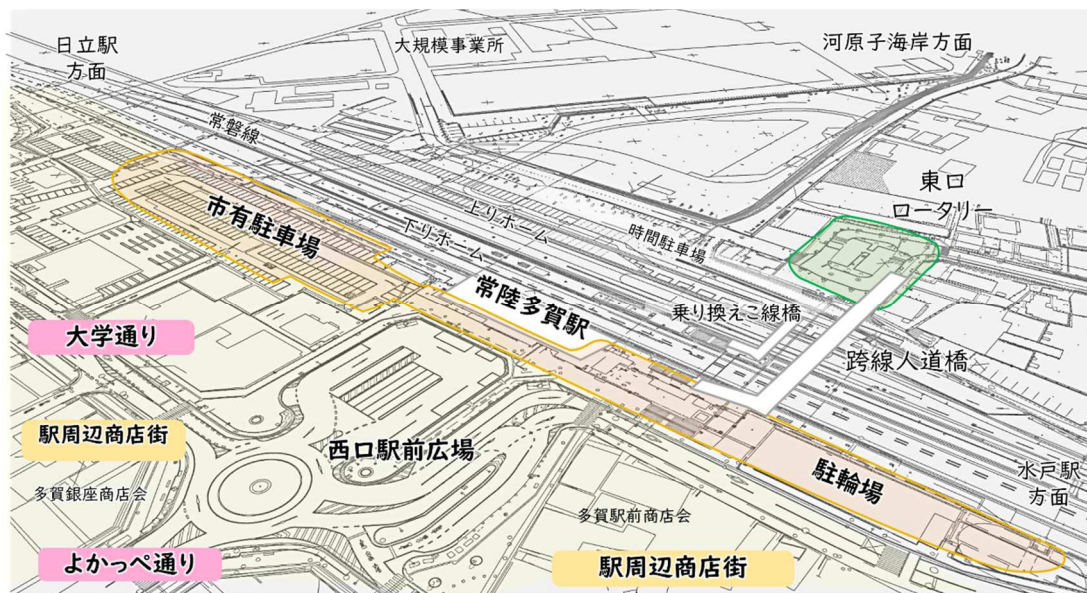 日立駅
方面
大規模事業所
河原子海岸方面
常磐線
東口
ロータリー
市有駐車場
上りホーム
下りホーム
時間駐車場
常陸多賀駅
乗り換えこ線橋
大学通り
跨線人道橋
駅周辺商店街
西口駅前広場
多賀銀座商店会
駐輪場
水戸駅
方面
多賀駅前商店会
よかっぺ通り
駅周辺商店街